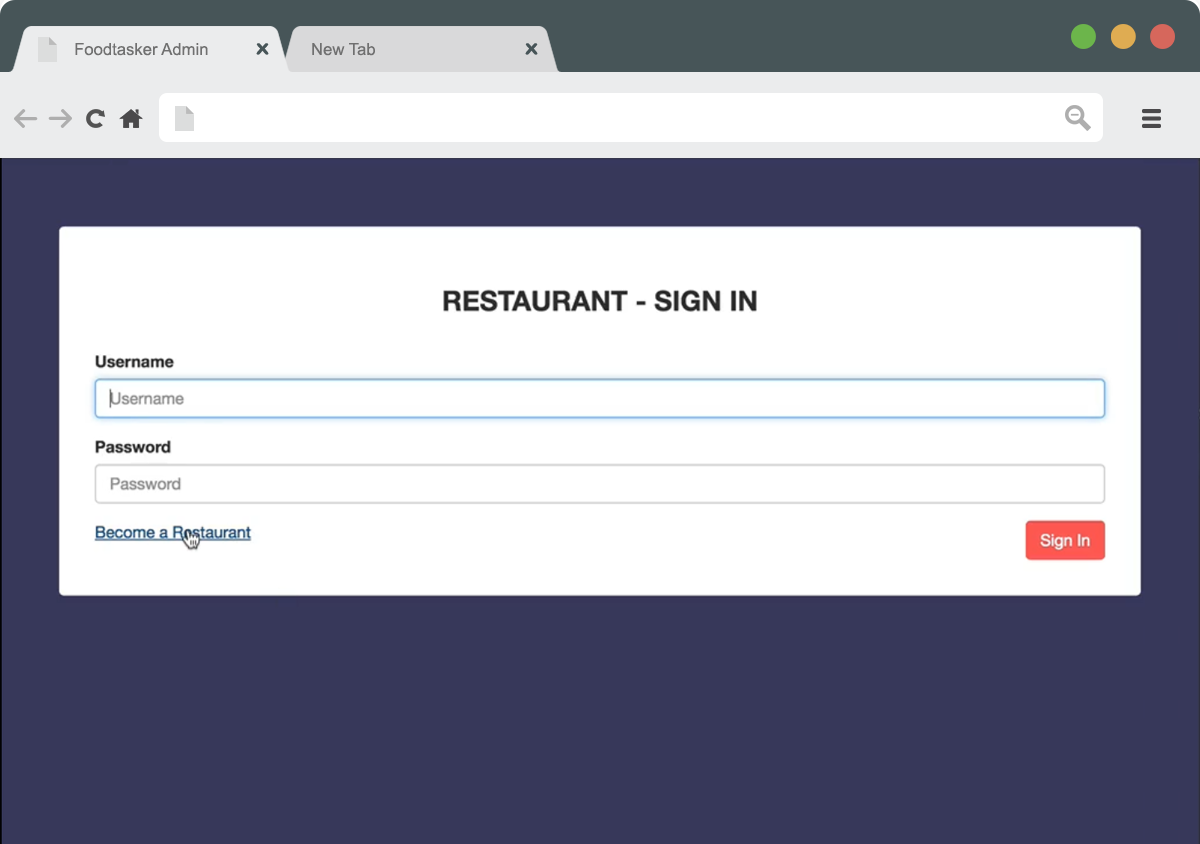 Foodtasker Admin
New Tab
RESTAURANT - SIGN IN
Username
Username
Password
Password
Become a Restaurant
Sign In